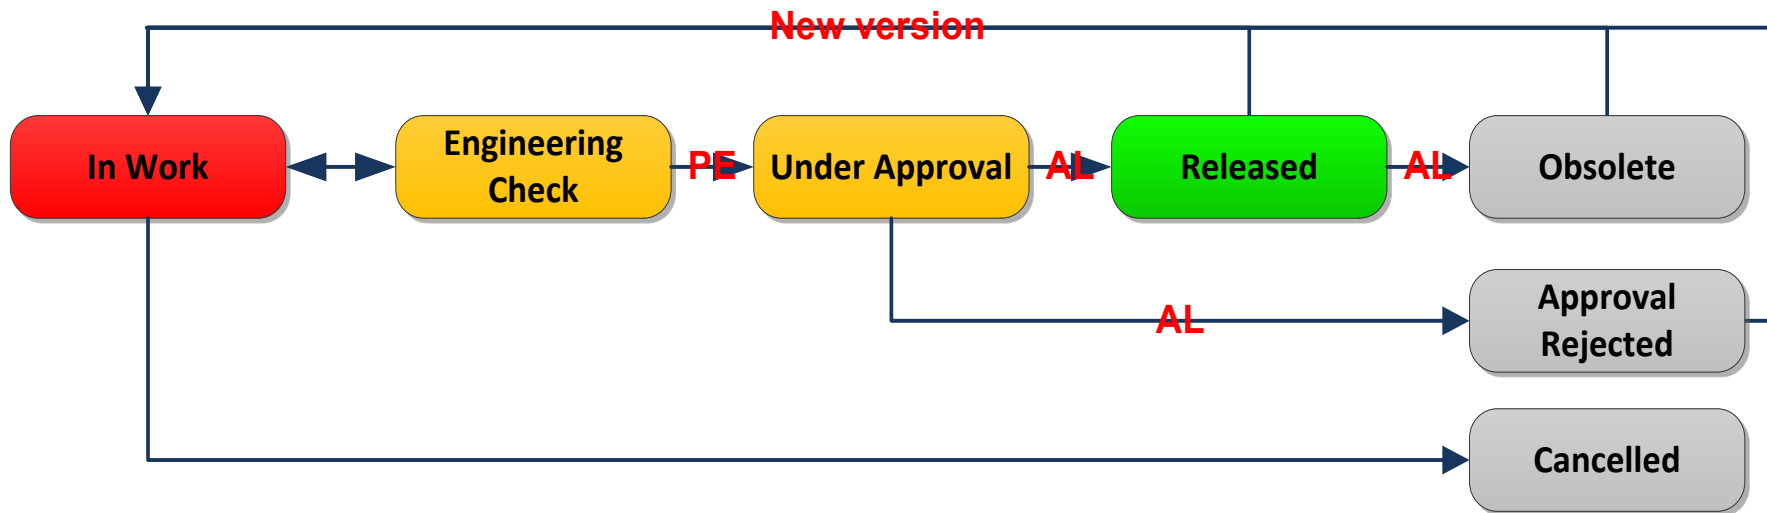 New version
In Work
Engineering
Check
PE
Under Approval
AL
Released
AL
Obsolete
AL
Approval
Rejected
Cancelled